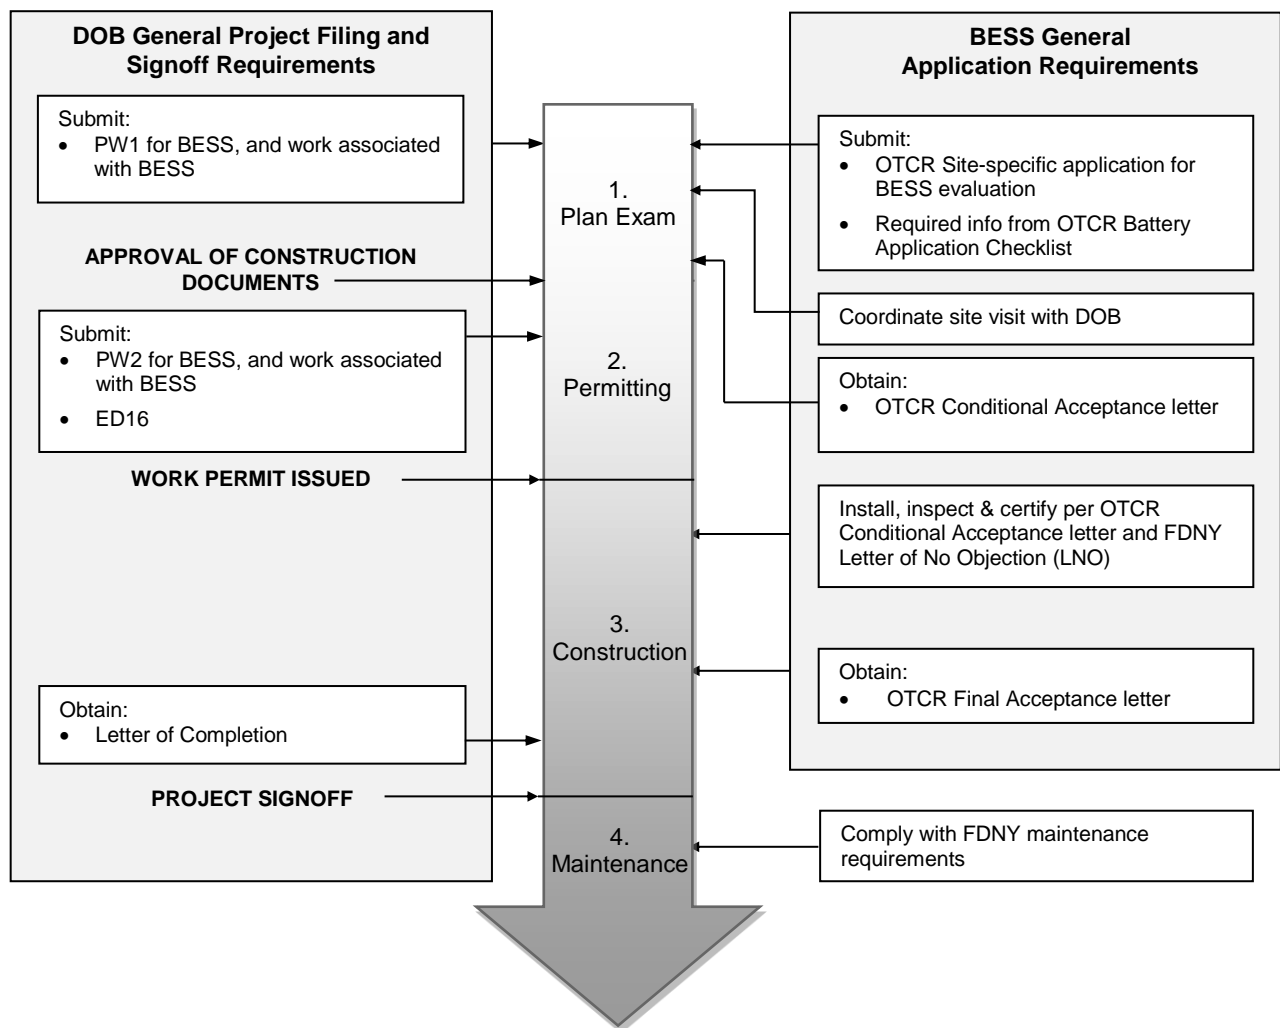 DOB General Project Filing and
Signoff Requirements
Submit:
• PW1 for BESS, and work associated
with BESS
APPROVAL OF CONSTRUCTION
DOCUMENTS
Submit:
• PW2 for BESS, and work associated
with BESS
• ED16
WORK PERMIT ISSUED
Obtain:
• Letter of Completion
PROJECT SIGNOFF
1.
Plan Exam
2.
Permitting
3.
Construction
4.
Maintenance
BESS General
Application Requirements
Submit:
• OTCR Site-specific application for
BESS evaluation
• Required info from OTCR Battery
Application Checklist
Coordinate site visit with DOB
Obtain:
• OTCR Conditional Acceptance letter
Install, inspect & certify per OTCR
Conditional Acceptance letter and FDNY
Letter of No Objection (LNO)
Obtain:
• OTCR Final Acceptance letter
Comply with FDNY maintenance
requirements